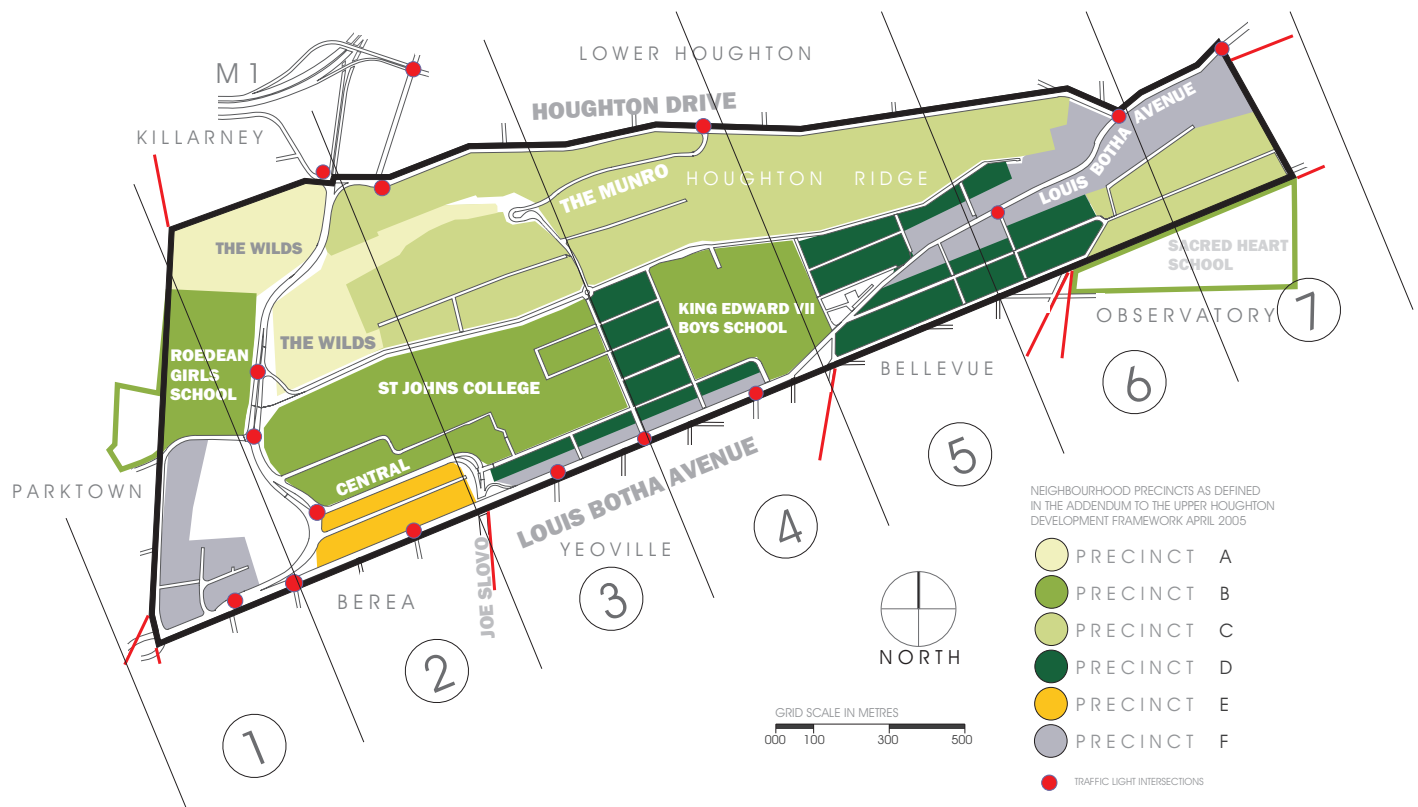 LOWER HOUGHTON
M1
HOUGHTON DRIVE
KILLARNEY
LOUIS BOTHA AVENUE
THE MUNRO
HOUGHTON RIDGE
THE WILDS
SACRED HEART
SCHOOL
KING EDWARD VII
BOYS SCHOOL
OBSERVATORY
7
THE WILDS
ROEDEAN
GIRLS
SCHOOL
ST JOHNS COLLEGE
BELLEVUE
6
CENTRAL
LOUIS BOTHA AVENUE
5
PARKTOWN
4
YEOVILLE
JOE SLOVO
BEREA
3
2
1
NORTH
GRID SCALE IN METRES
000 100 300 500
NEIGHBOURHOOD PRECINCTS AS DEFINED
IN THE ADDENDUM TO THE UPPER HOUGHTON
DEVELOPMENT FRAMEWORK APRIL 2005
PRECINCT A
PRECINCT B
PRECINCT C
PRECINCT D
PRECINCT E
PRECINCT F
TRAFFIC LIGHT INTERSECTIONS